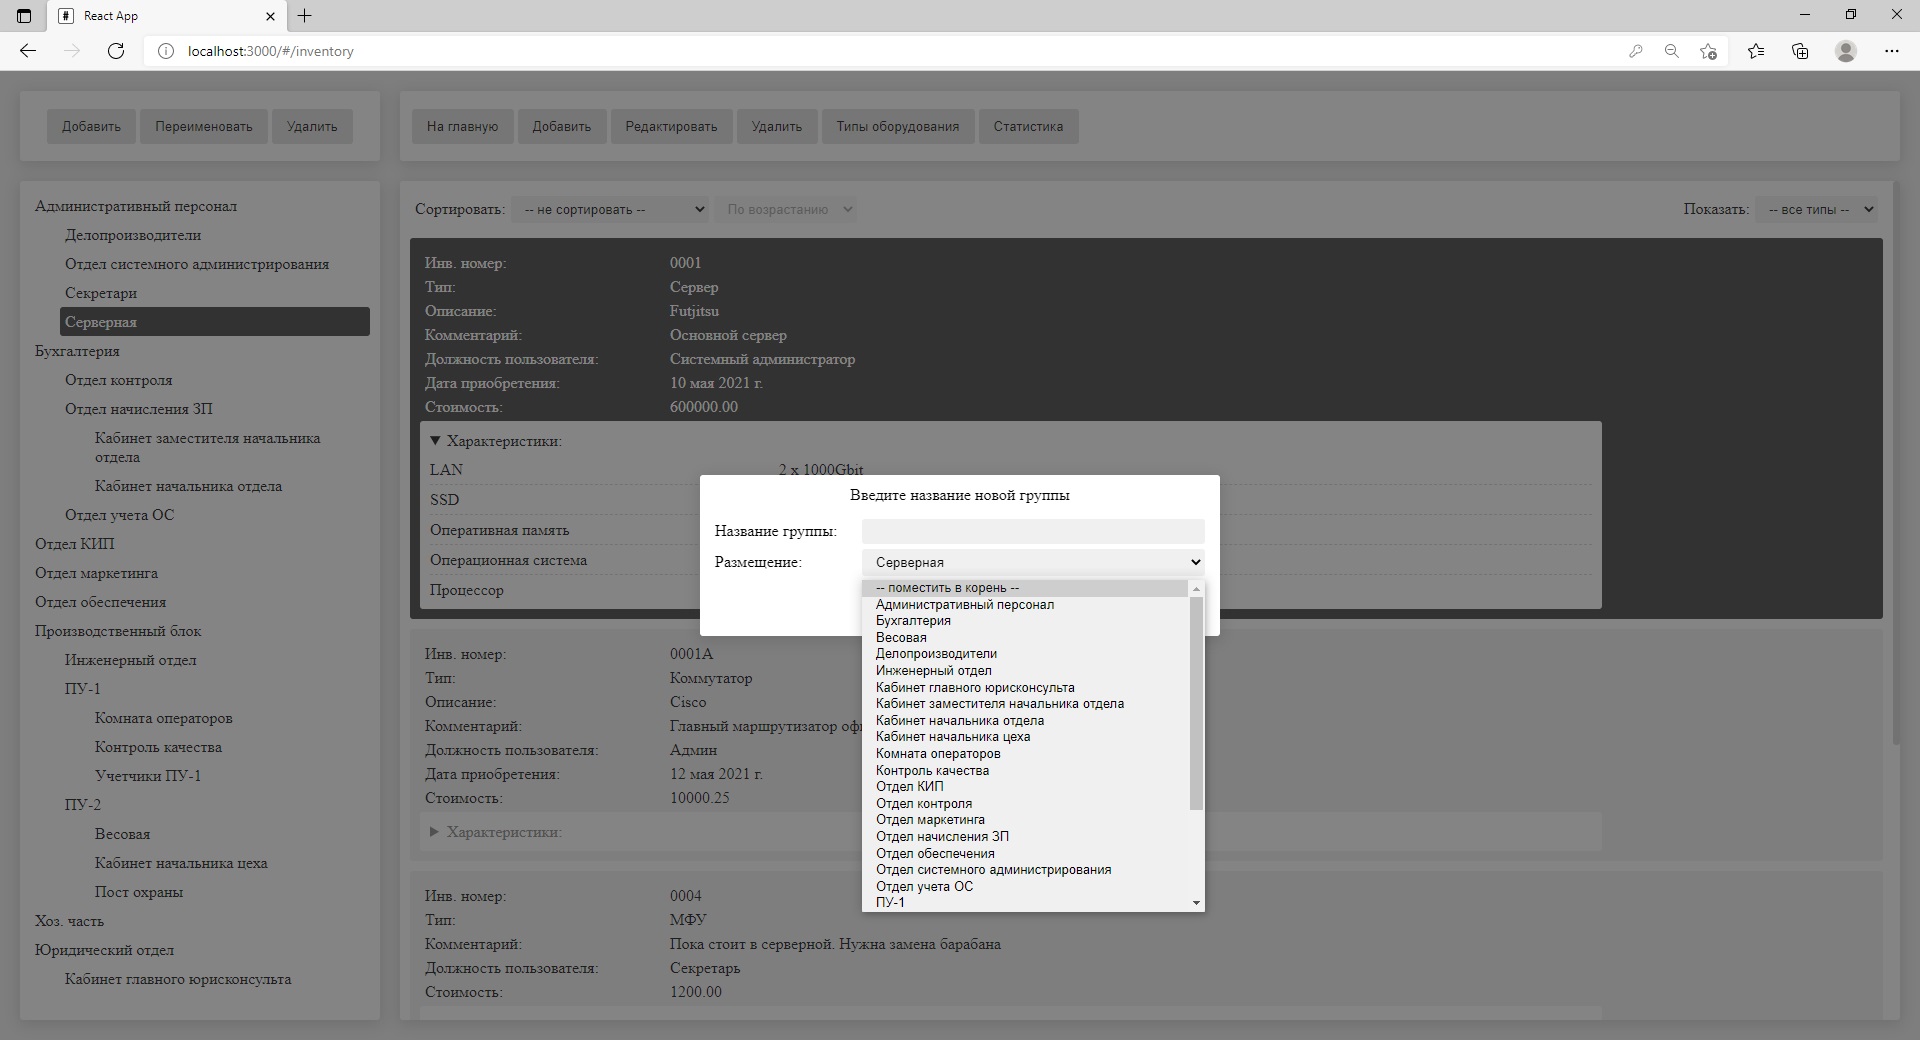 React App
localhost:3000/#/inventory
Добавить Переименовать Удалить
На главную Добавить Редактировать Удалить Типы оборудования Статистика
Административный персонал
Делопроизводители
Отдел системного администрирования
Секретари
Серверная
Бухгалтерия
Отдел контроля
Отдел начисления ЗП
Кабинет заместителя начальника
отдела
Кабинет начальника отдела
Отдел учета ОС
Отдел КИП
Отдел маркетинга
Отдел обеспечения
Производственный блок
Инженерный отдел
ПУ-1
Комната операторов
Контроль качества
Учетчики ПУ-1
ПУ-2
Весовая
Кабинет начальника цеха
Пост охраны
Хоз. часть
Юридический отдел
Кабинет главного юрисконсульта
Сортировать: -- не сортировать -- По возрастанию Показать: -- все типы --
Инв. номер: 0001
Тип: Сервер
Описание: Futjitsu
Комментарий: Основной сервер
Должность пользователя: Системный администратор
Дата приобретения: 10 мая 2021 г.
Стоимость: 600000.00
Характеристики:
LAN 2 x 1000Gbit
SSD
Оперативная память
Операционная система
Процессор
Введите название новой группы
Название группы:
Размещение: Серверная
-- поместить в корень --
Административный персонал
Бухгалтерия
Весовая
Делопроизводители
Инженерный отдел
Кабинет главного юрисконсульта
Кабинет заместителя начальника отдела
Кабинет начальника отдела
Кабинет начальника цеха
Комната операторов
Контроль качества
Отдел КИП
Отдел контроля
Отдел маркетинга
Отдел начисления ЗП
Отдел обеспечения
Отдел системного администрирования
Отдел учета ОС
ПУ-1
Инв. номер: 0001А
Тип: Коммутатор
Описание: Cisco
Комментарий: Главный маршрутизатор
Должность пользователя: Админ
Дата приобретения: 12 мая 2021 г.
Стоимость: 10000.25
Характеристики:
Инв. номер: 0004
Тип: МФУ
Комментарий: Пока стоит в серверной. Нужна замена барабана
Должность пользователя: Секретарь
Стоимость: 1200.00